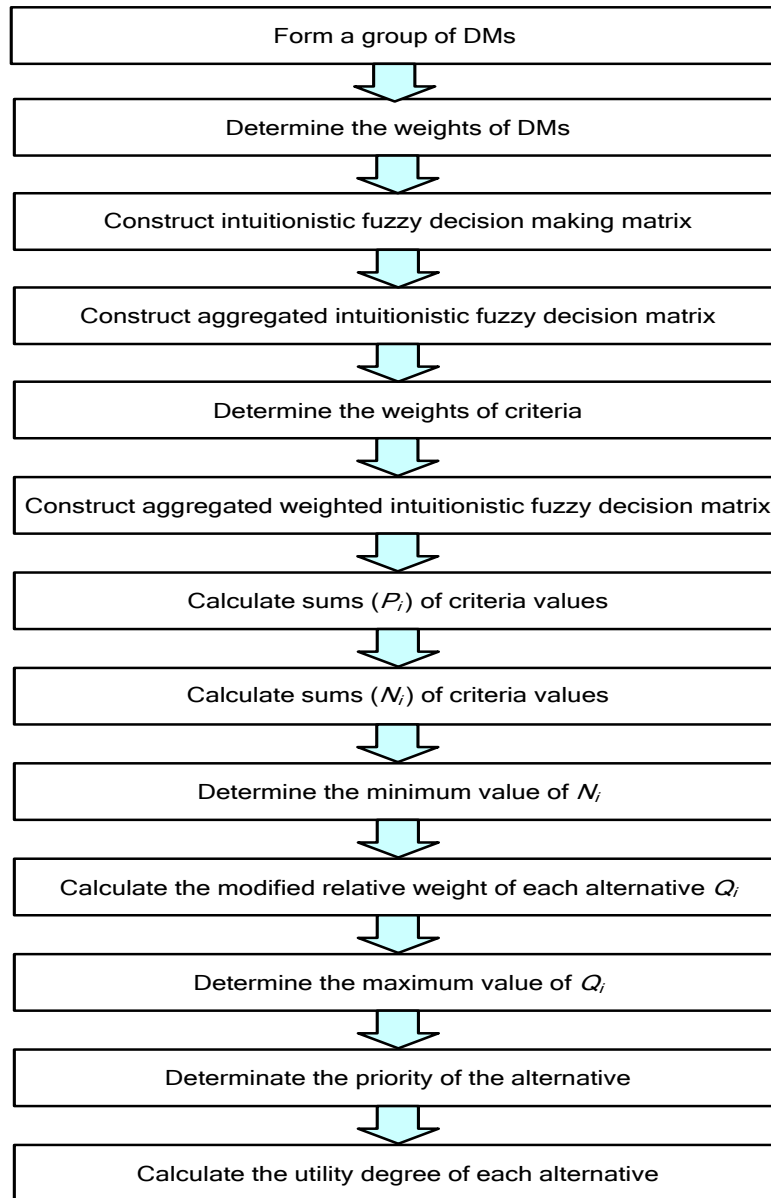 Form a group of DMs
Determine the weights of DMs
Construct intuitionistic fuzzy decision making matrix
Construct aggregated intuitionistic fuzzy decision matrix
Determine the weights of criteria
Construct aggregated weighted intuitionistic fuzzy decision matrix
Calculate sums (Pᵢ) of criteria values
Calculate sums (Nᵢ) of criteria values
Determine the minimum value of Nᵢ
Calculate the modified relative weight of each alternative Qᵢ
Determine the maximum value of Qᵢ
Determinate the priority of the alternative
Calculate the utility degree of each alternative